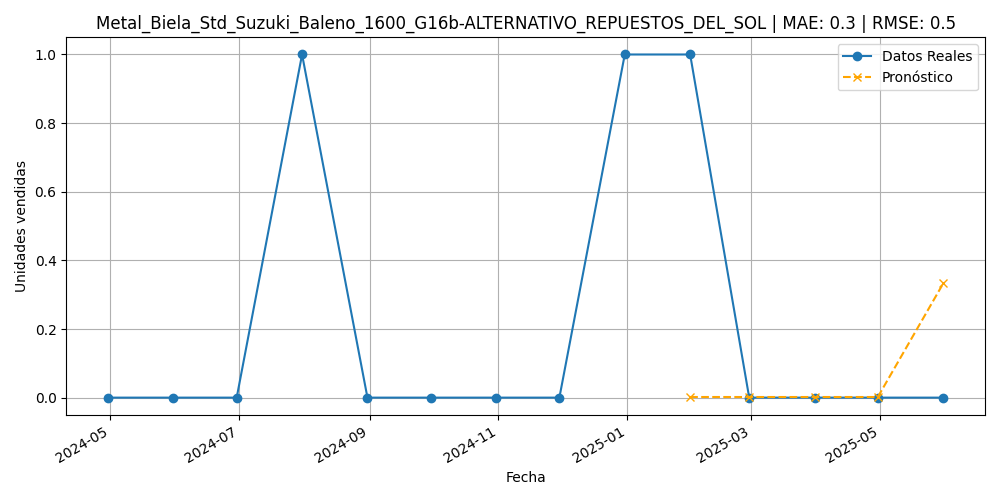 Metal_Biela_Std_Suzuki_Baleno_1600_G16b-ALTERNATIVO_REPUESTOS_DEL_SOL | MAE: 0.3 | RMSE: 0.5
Datos Reales
Pronóstico
Unidades vendidas
1.0
0.8
0.6
0.4
0.2
0.0
2024-05
2024-07
2024-09
2024-11
2025-01
2025-03
2025-05
Fecha